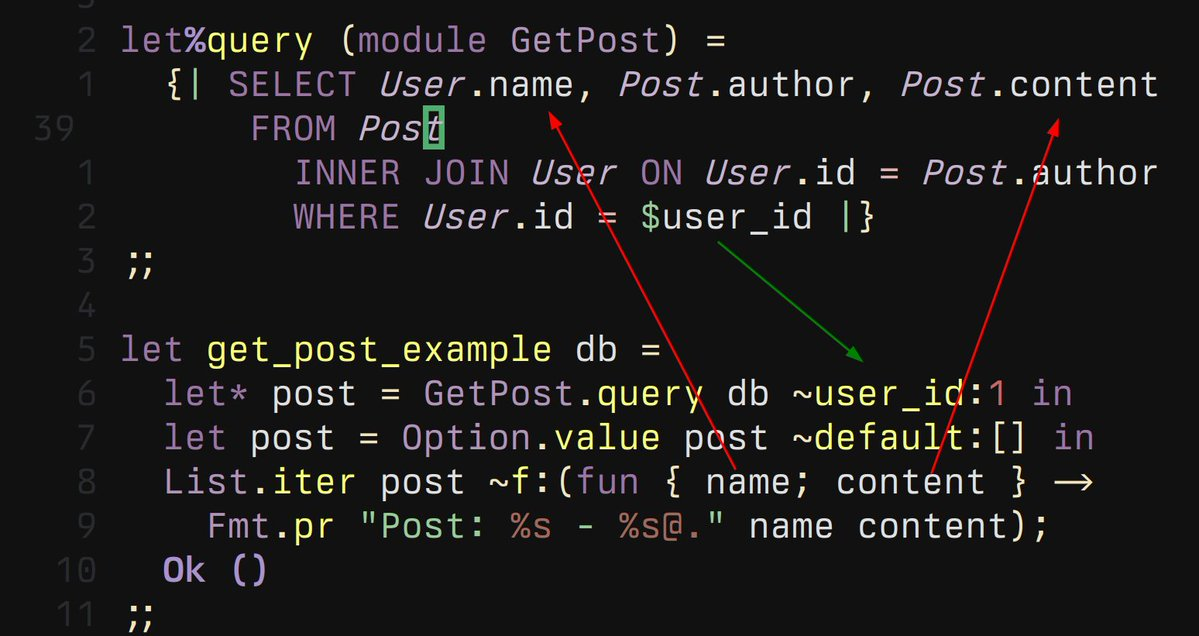 2 let%query (module GetPost) =
1   {| SELECT User.name, Post.author, Post.content
39       FROM Post
1         INNER JOIN User ON User.id = Post.author
2         WHERE User.id = $user_id |}
3 ;;
4
5 let get_post_example db =
6   let* post = GetPost.query db ~user_id:1 in
7   let post = Option.value post ~default:[] in
8   List.iter post ~f:(fun { name; content } ->
9     Fmt.pr "Post: %s - %s@." name content);
10   Ok ()
11 ;;